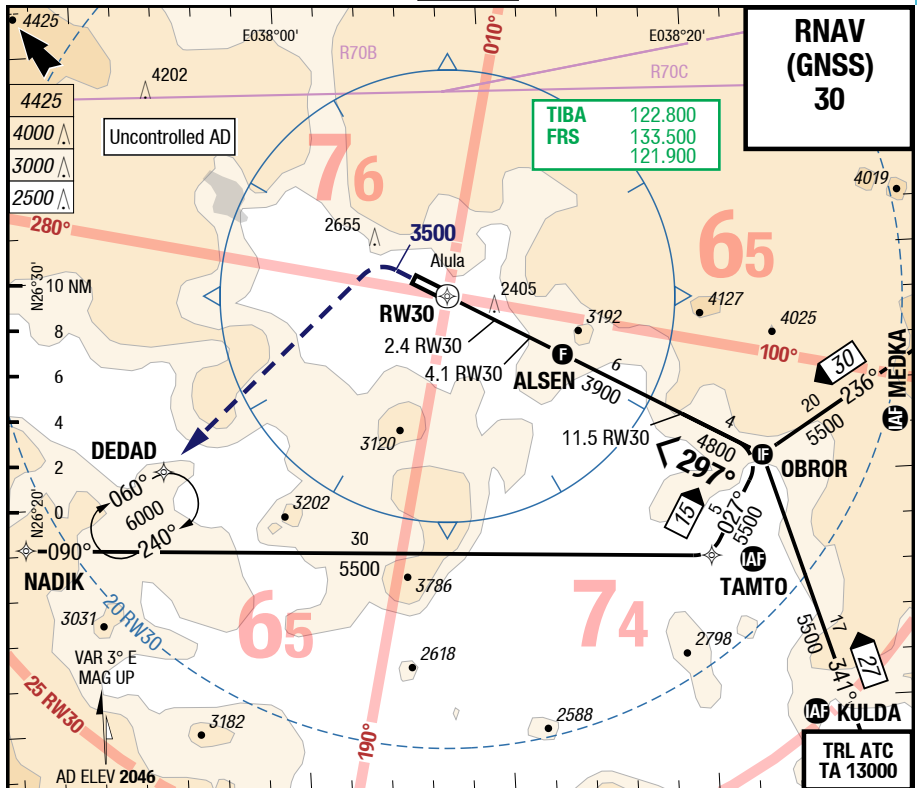 4425
E038°00'
010°
E038°20'
RNAV
(GNSS)
30
R70B
R70C
4202
4425
4000
3000
2500
Uncontrolled AD
TIBA 122.800
FRS 133.500
121.900
76
65
4019
280°
2655
3500
Alula
N26°30'
10 NM
RW30
2405
3192
4127
4025
100°
2.4 RW30
4.1 RW30
ALSEN
F
6
3900
8
6
4
2
0
30
236°
20
5500
IAF MEDKA
11.5 RW30
4
4800
297°
IF
OBROR
3120
DEDAD
060°
6000
240°
N26°20'
3202
15
5
027°
5500
090°
NADIK
30
5500
IAF
TAMTO
3786
74
65
3031
20 RW30
VAR 3° E
MAG UP
2618
2798
17
5500
27
341°
25 RW30
3182
190°
2588
IAF KULDA
AD ELEV 2046
TRL ATC
TA 13000